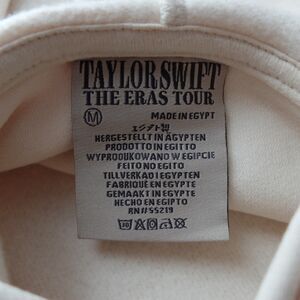 TAYLOR SWIFT
THE ERAS TOUR
M MADE IN EGYPT
エジプト製
HERGESTELLT IN ÄGYPTEN
PRODOTTO IN EGITTO
WYPRODUKOWANO W EGIPCIE
FEITO NO EGITO
TILLVERKAD I EGYPTEN
FABRIQUÉ EN EGYPTE
GEMAAKT IN EGYPTE
HECHO EN EGIPTO
RN# 55219